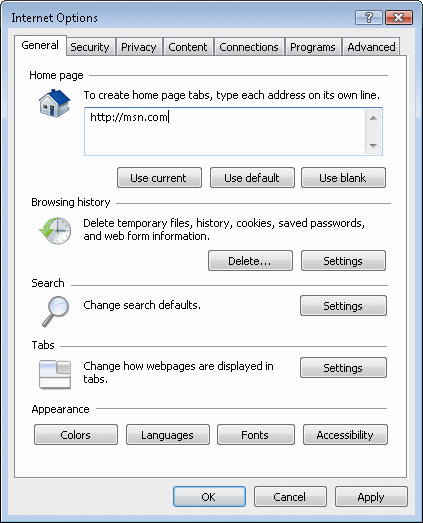 Internet Options
General Security Privacy Content Connections Programs Advanced
Home page
To create home page tabs, type each address on its own line.
http://msn.com
Use current Use default Use blank
Browsing history
Delete temporary files, history, cookies, saved passwords,
and web form information.
Delete... Settings
Search
Change search defaults. Settings
Tabs
Change how webpages are displayed in
tabs.
Settings
Appearance
Colors Languages Fonts Accessibility
OK Cancel Apply